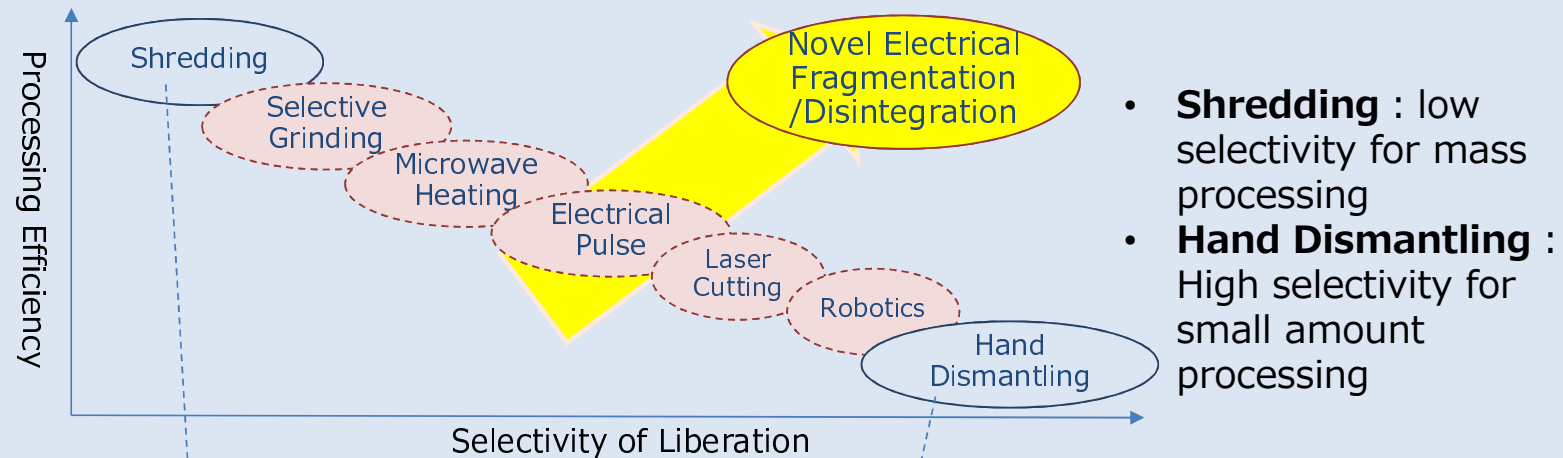 Processing Efficiency
Shredding
Selective
Grinding
Microwave
Heating
Electrical
Pulse
Laser
Cutting
Robotics
Hand
Dismantling
Novel Electrical
Fragmentation
/Disintegration
Selectivity of Liberation
• Shredding : low
selectivity for mass
processing
• Hand Dismantling :
High selectivity for
small amount
processing